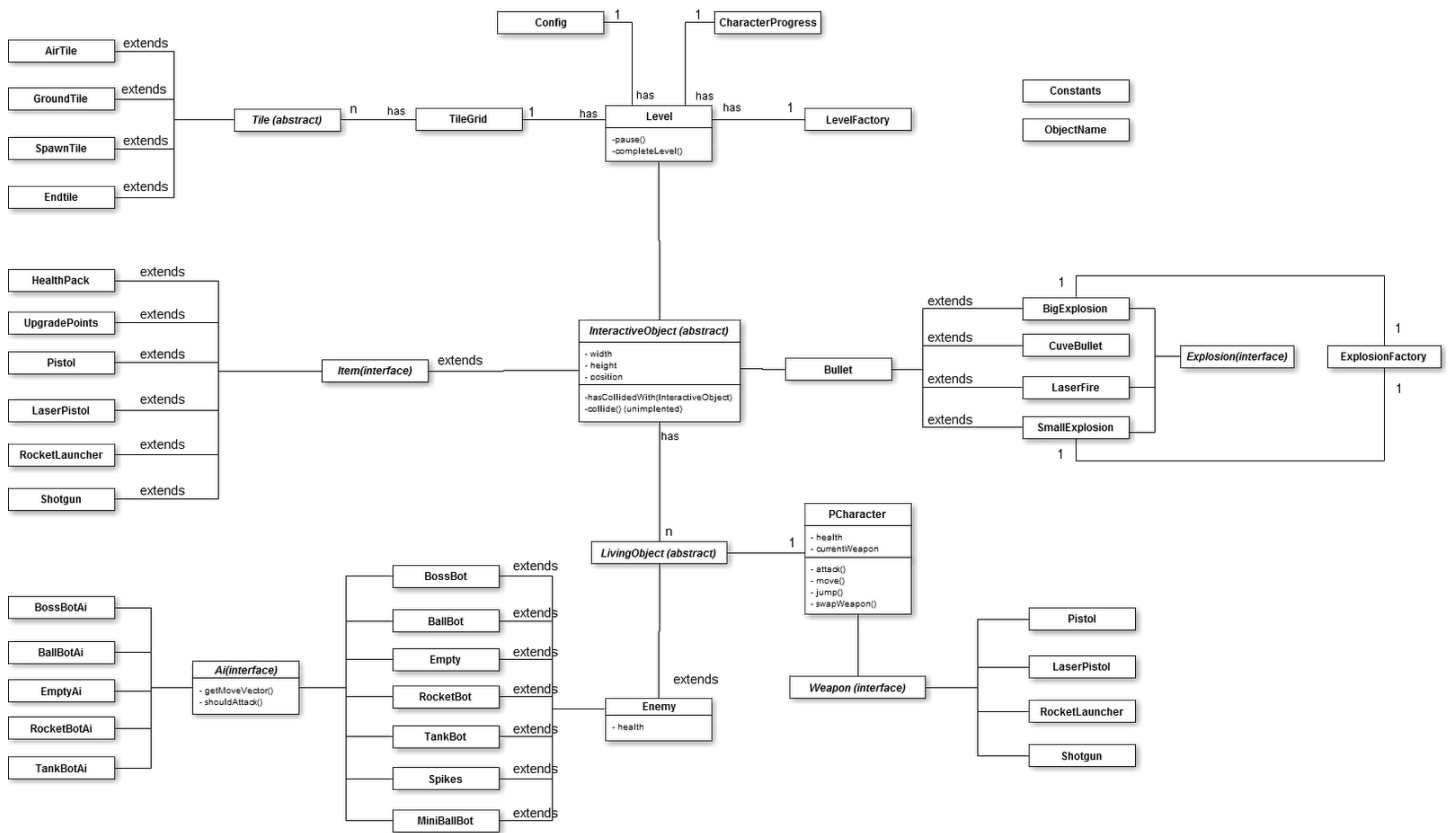 Config
1
1
CharacterProgress
AirTile
extends
GroundTile
extends
SpawnTile
extends
Endtile
extends
Tile (abstract)
n
has
TileGrid
1
has
has
has
has
1
Level
-pause()
-completeLevel()
LevelFactory
Constants
ObjectName
HealthPack
extends
UpgradePoints
extends
Pistol
extends
LaserPistol
extends
RocketLauncher
extends
Shotgun
extends
Item(interface)
extends
InteractiveObject (abstract)
- width
- height
- position
-hasCollidedWith(InteractiveObject)
-collide() (unimplented)
has
Bullet
extends
extends
extends
extends
1
BigExplosion
CuveBullet
LaserFire
SmallExplosion
1
Explosion(interface)
1
ExplosionFactory
1
n
LivingObject (abstract)
1
PCharacter
- health
- currentWeapon
- attack()
- move()
- jump()
- swapWeapon()
Weapon (interface)
Pistol
LaserPistol
RocketLauncher
Shotgun
extends
Enemy
- health
BossBot
extends
BallBot
extends
Empty
extends
RocketBot
extends
TankBot
extends
Spikes
extends
MiniBallBot
extends
Ai(interface)
- getMoveVector()
- shouldAttack()
BossBotAi
BallBotAi
EmptyAi
RocketBotAi
TankBotAi